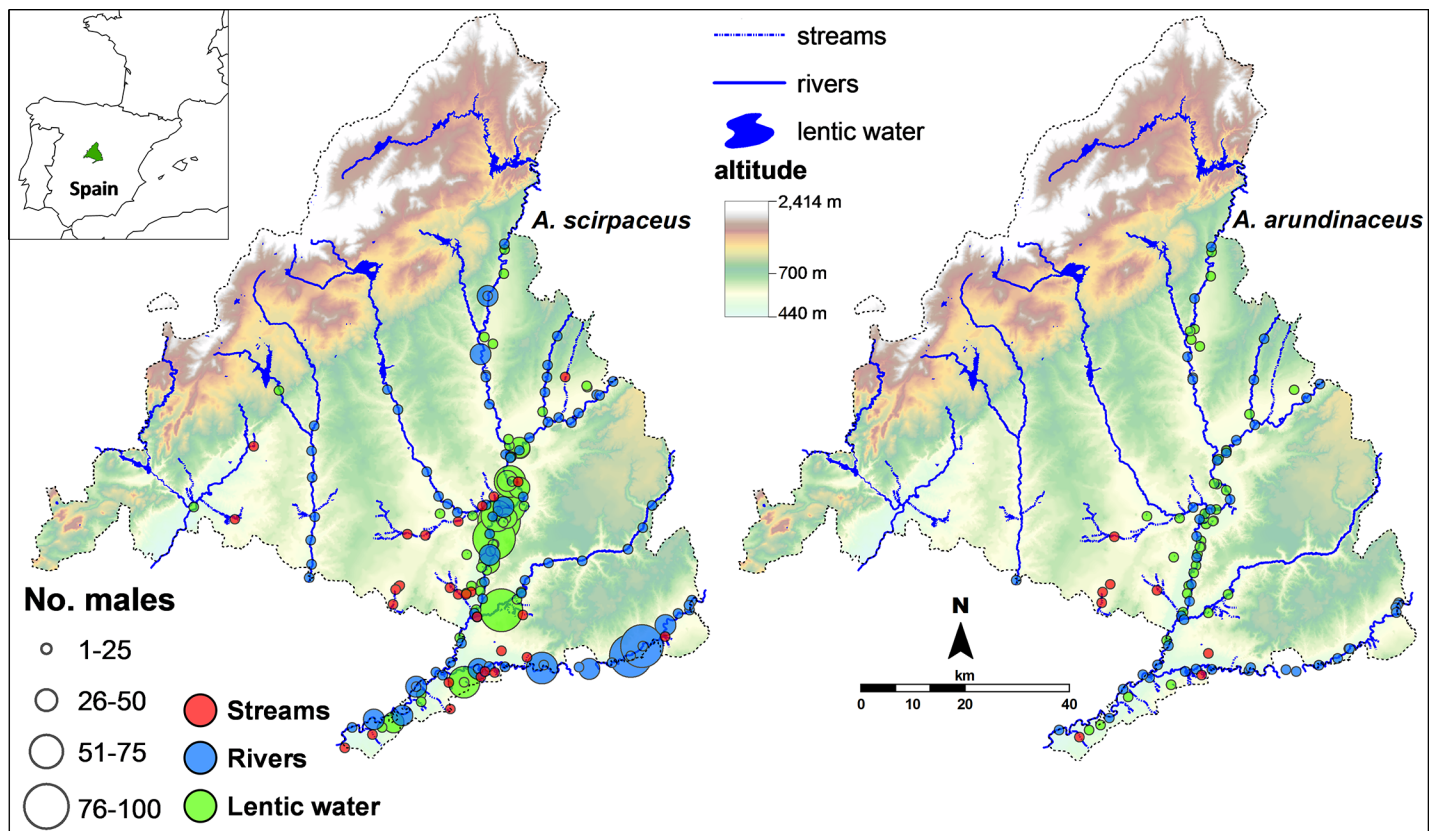 Spain
streams
rivers
lentic water
altitude
2,414 m
700 m
440 m
A. scirpaceus
A. arundinaceus
No. males
1-25
26-50
51-75
76-100
Streams
Rivers
Lentic water
N
km
0 10 20 40